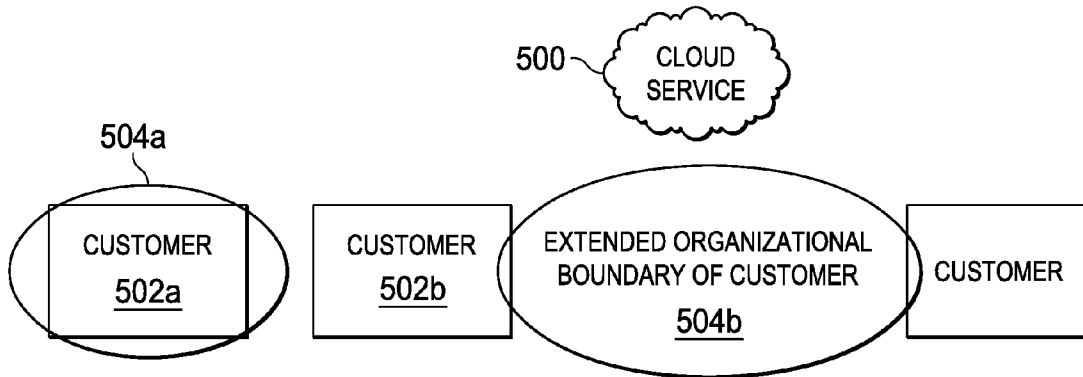 500
CLOUD
SERVICE
504a
CUSTOMER
502a
CUSTOMER
502b
EXTENDED ORGANIZATIONAL
BOUNDARY OF CUSTOMER
504b
CUSTOMER